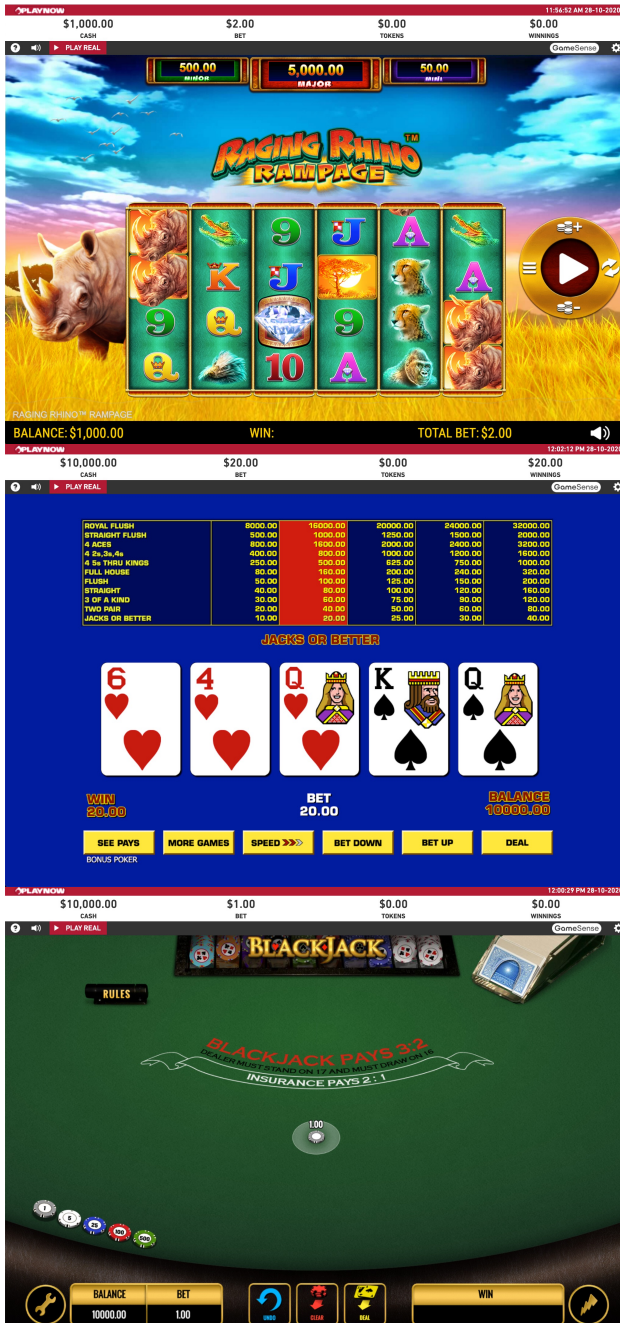 PLAYNOW 11:56:52 AM 28-10-2020
$1,000.00 $2.00 $0.00 $0.00
CASH BET TOKENS WINNINGS
? PLAY REAL GameSense
500.00 5,000.00 50.00
MINOR MAJOR MINI
RAGING RHINO™
RAMPAGE
9 J A
K J A
9 Q 9
Q 10 A
RAGING RHINO™ RAMPAGE
BALANCE: $1,000.00 WIN: TOTAL BET: $2.00
PLAYNOW 12:02:12 PM 28-10-2020
$10,000.00 $20.00 $0.00 $20.00
CASH BET TOKENS WINNINGS
? PLAY REAL GameSense
ROYAL FLUSH 8000.00 16000.00 20000.00 24000.00 32000.00
STRAIGHT FLUSH 500.00 1000.00 1250.00 1500.00 2000.00
4 ACES 800.00 1600.00 2000.00 2400.00 3200.00
4 2s,3s,4s 400.00 800.00 1000.00 1200.00 1600.00
4 5s THRU KINGS 250.00 500.00 625.00 750.00 1000.00
FULL HOUSE 80.00 160.00 200.00 240.00 320.00
FLUSH 50.00 100.00 125.00 150.00 200.00
STRAIGHT 40.00 80.00 100.00 120.00 160.00
3 OF A KIND 30.00 60.00 75.00 90.00 120.00
TWO PAIR 20.00 40.00 50.00 60.00 80.00
JACKS OR BETTER 10.00 20.00 25.00 30.00 40.00
JACKS OR BETTER
6 4 Q K Q
WIN BET BALANCE
20.00 20.00 10000.00
SEE PAYS MORE GAMES SPEED BET DOWN BET UP DEAL
BONUS POKER
PLAYNOW 12:00:29 PM 28-10-2020
$10,000.00 $1.00 $0.00 $0.00
CASH BET TOKENS WINNINGS
? PLAY REAL GameSense
BLACKJACK
RULES
BLACKJACK PAYS 3:2
DEALER MUST STAND ON 17 AND MUST DRAW ON 16
INSURANCE PAYS 2:1
1.00
1 5 25 100 500
BALANCE BET WIN
10000.00 1.00 UNDO CLEAR DEAL